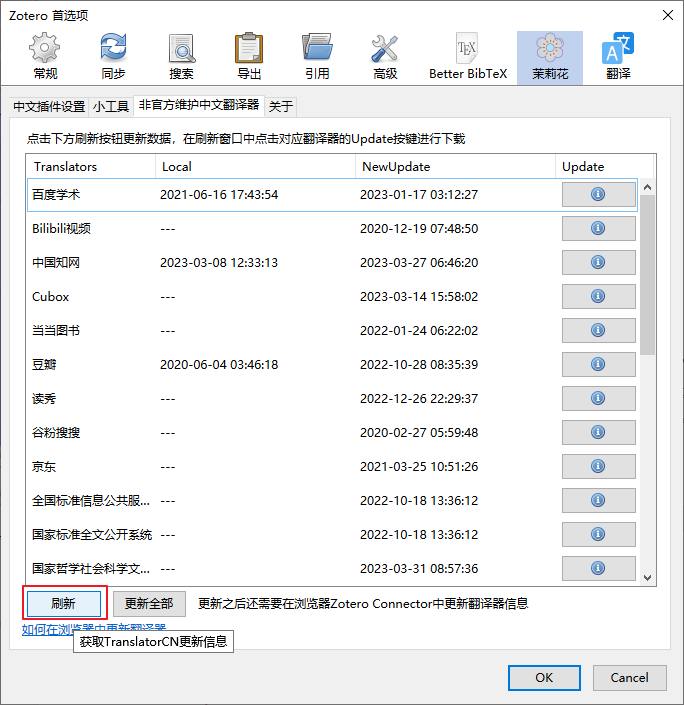 Zotero 首选项
常规 同步 搜索 导出 引用 高级 Better BibTeX 茉莉花 翻译
中文插件设置 小工具 非官方维护中文翻译器 关于
点击下方刷新按钮更新数据，在刷新窗口中点击对应翻译器的Update按键进行下载
Translators Local NewUpdate Update
百度学术 2021-06-16 17:43:54 2023-01-17 03:12:27
Bilibili视频 --- 2020-12-19 07:48:50
中国知网 2023-03-08 12:33:13 2023-03-27 06:46:20
Cubox --- 2023-03-14 15:58:02
当当图书 --- 2022-01-24 06:22:02
豆瓣 2020-06-04 03:46:18 2022-10-28 08:35:39
读秀 --- 2022-12-26 22:29:37
谷粉搜搜 --- 2020-02-27 05:59:48
京东 --- 2021-03-25 10:51:26
全国标准信息公共服... --- 2022-10-18 13:36:12
国家标准全文公开系统 --- 2022-10-18 13:36:12
国家哲学社会科学文... --- 2023-03-31 08:57:36
刷新 更新全部 更新之后还需要在浏览器Zotero Connector中更新翻译器信息
如何在浏览器中更新翻译器
获取TranslatorCN更新信息
OK Cancel